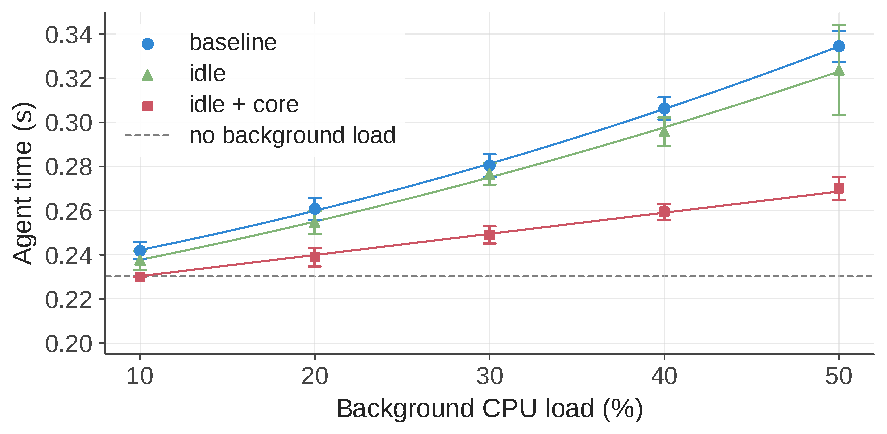 0.34
0.32
0.30
0.28
0.26
0.24
0.22
0.20
Agent time (s)
baseline
idle
idle + core
no background load
10 20 30 40 50
Background CPU load (%)